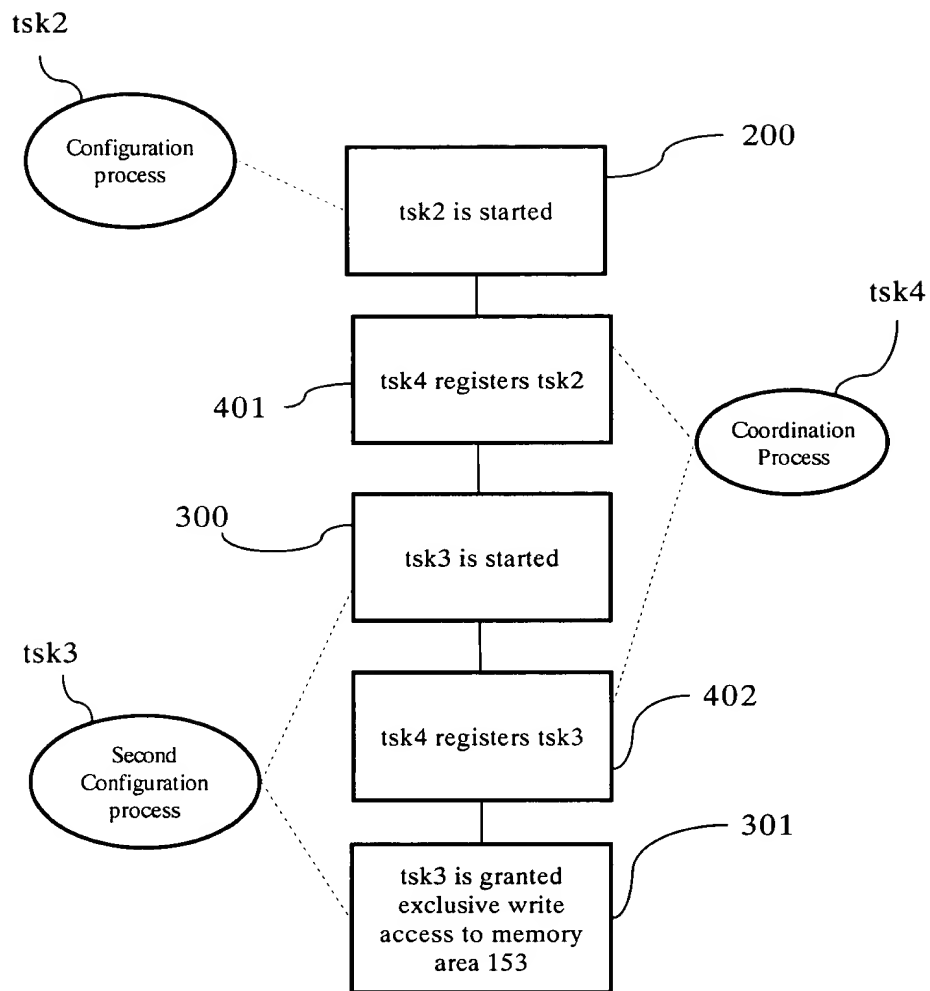 tsk2
Configuration
process
200
tsk2 is started
tsk4
401
tsk4 registers tsk2
Coordination
Process
300
tsk3 is started
tsk3
Second
Configuration
process
402
tsk4 registers tsk3
301
tsk3 is granted
exclusive write
access to memory
area 153